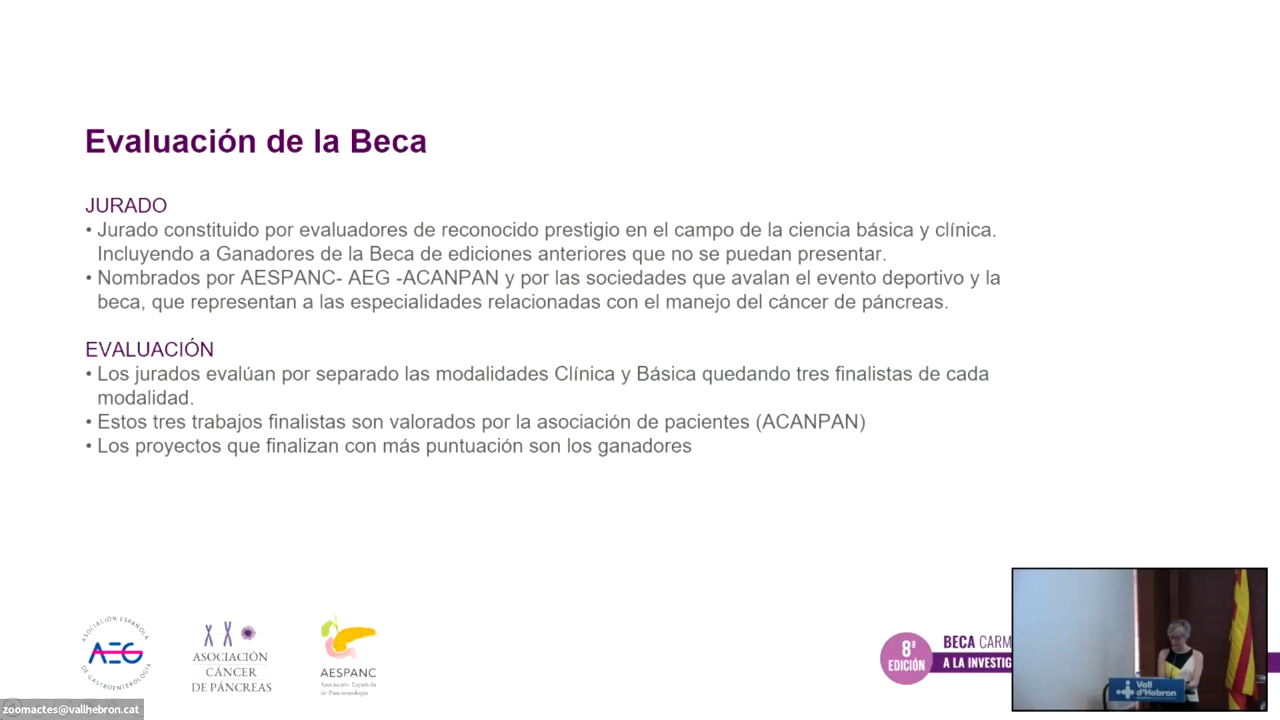 Evaluación de la Beca
JURADO
• Jurado constituido por evaluadores de reconocido prestigio en el campo de la ciencia básica y clínica.
Incluyendo a Ganadores de la Beca de ediciones anteriores que no se puedan presentar.
• Nombrados por AESPANC- AEG -ACANPAN y por las sociedades que avalan el evento deportivo y la
beca, que representan a las especialidades relacionadas con el manejo del cáncer de páncreas.
EVALUACIÓN
• Los jurados evalúan por separado las modalidades Clínica y Básica quedando tres finalistas de cada
modalidad.
• Estos tres trabajos finalistas son valorados por la asociación de pacientes (ACANPAN)
• Los proyectos que finalizan con más puntuación son los ganadores
ASOCIACIÓN ESPAÑOLA
AEG
DE GASTROENTEROLOGÍA
ASOCIACIÓN
CÁNCER
DE PÁNCREAS
AESPANC
Asociación Española
de Pancreatología
8ª
EDICIÓN
BECA CARM
A LA INVESTIG
Vall
d'Hebron
zoomactes@vallhebron.cat